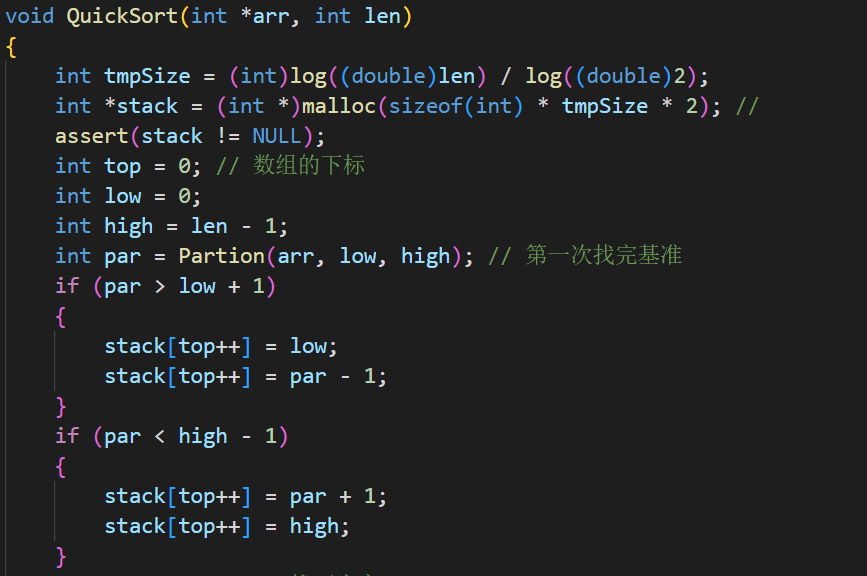 void QuickSort(int *arr, int len)
{
    int tmpSize = (int)log((double)len) / log((double)2);
    int *stack = (int *)malloc(sizeof(int) * tmpSize * 2); //
    assert(stack != NULL);
    int top = 0; // 数组的下标
    int low = 0;
    int high = len - 1;
    int par = Partion(arr, low, high); // 第一次找完基准
    if (par > low + 1)
    {
        stack[top++] = low;
        stack[top++] = par - 1;
    }
    if (par < high - 1)
    {
        stack[top++] = par + 1;
        stack[top++] = high;
    }